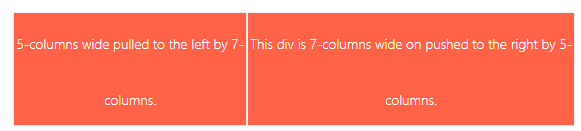 5-columns wide pulled to the left by 7-
columns.
This div is 7-columns wide on pushed to the right by 5-
columns.